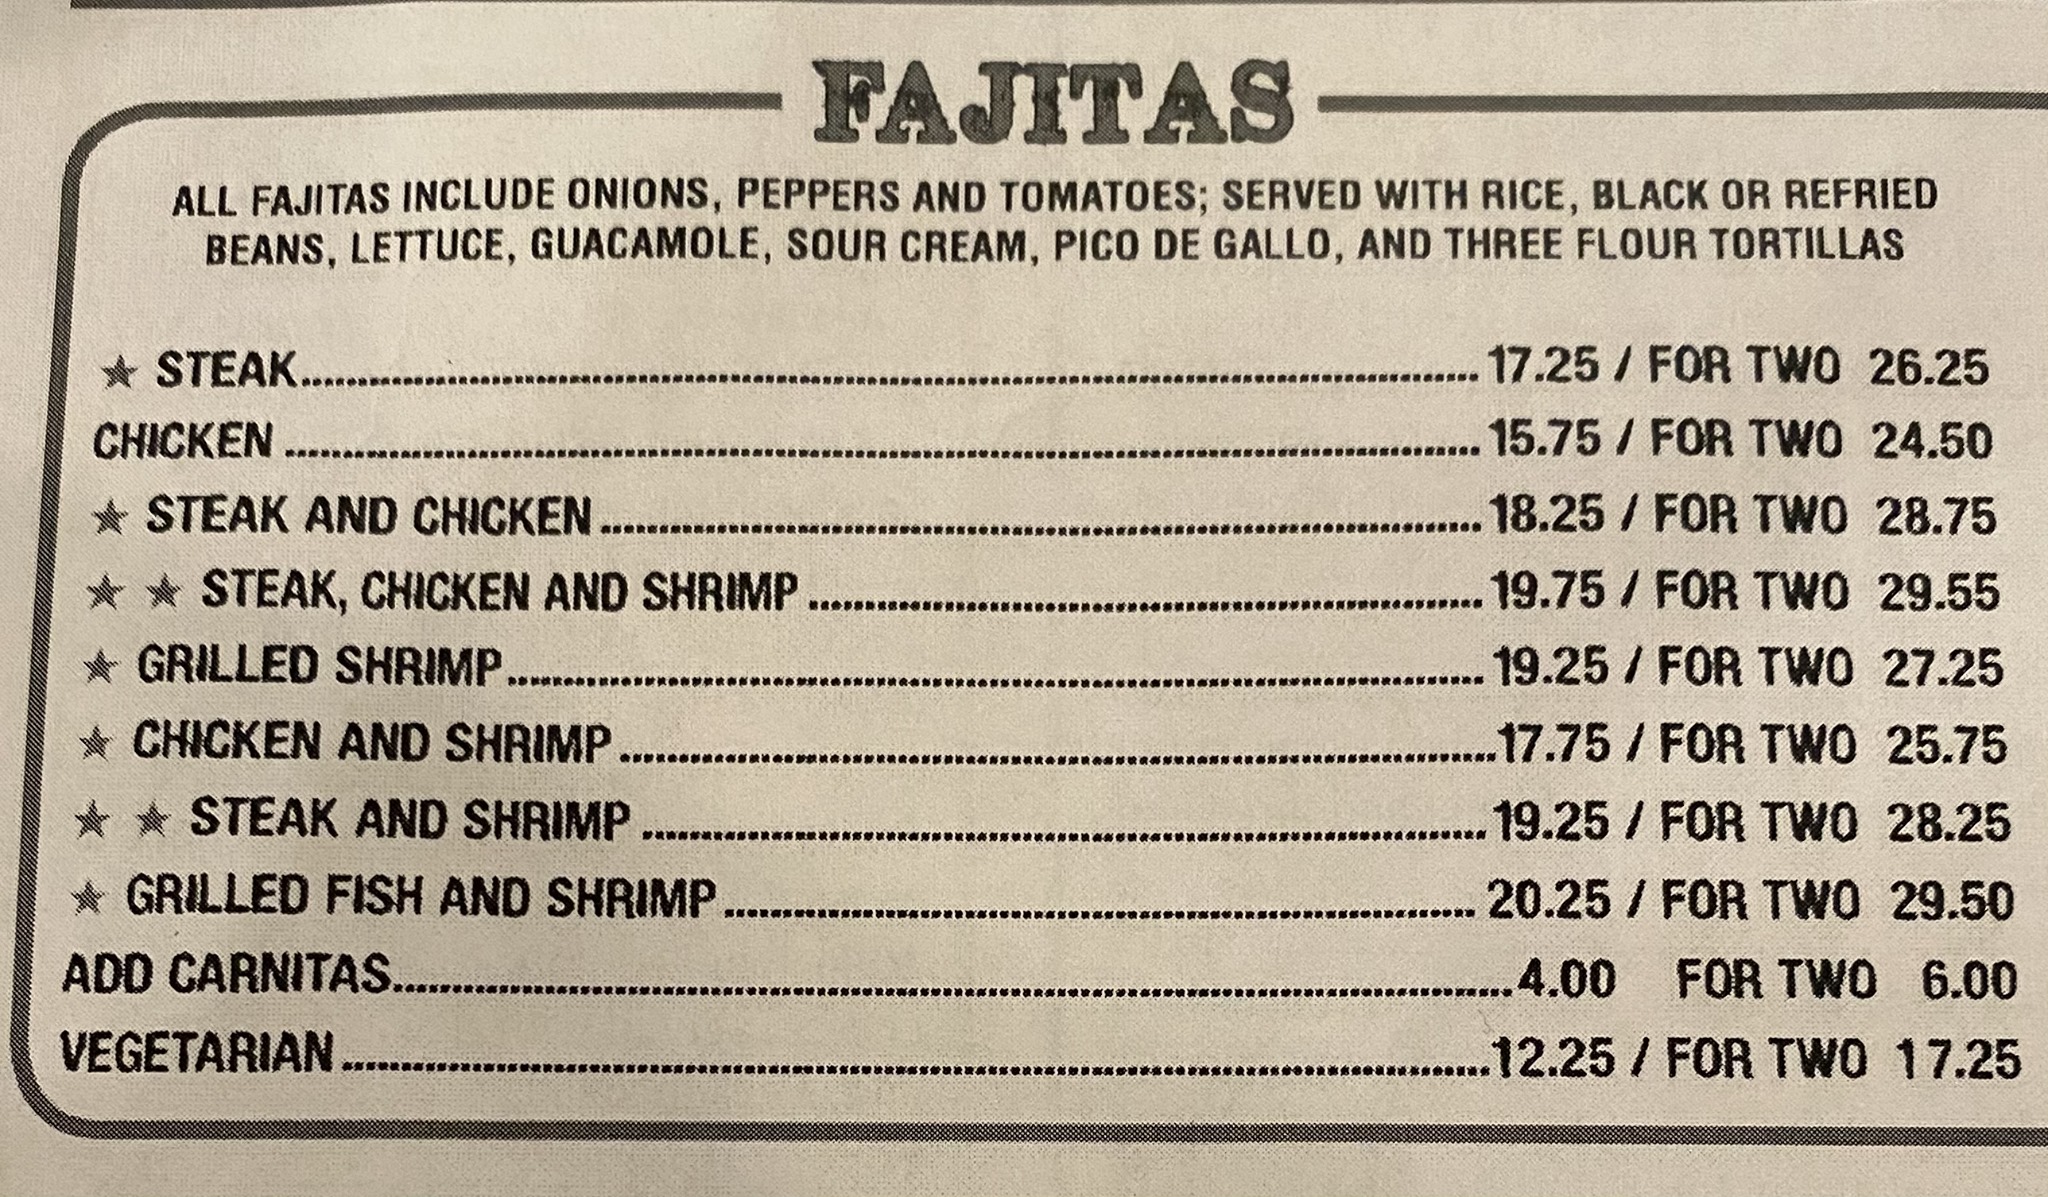 FAJITAS
ALL FAJITAS INCLUDE ONIONS, PEPPERS AND TOMATOES; SERVED WITH RICE, BLACK OR REFRIED
BEANS, LETTUCE, GUACAMOLE, SOUR CREAM, PICO DE GALLO, AND THREE FLOUR TORTILLAS
★ STEAK....................17.25 / FOR TWO 26.25
CHICKEN ....................15.75 / FOR TWO 24.50
★ STEAK AND CHICKEN ....................18.25 / FOR TWO 28.75
★ ★ STEAK, CHICKEN AND SHRIMP ....................19.75 / FOR TWO 29.55
★ GRILLED SHRIMP....................19.25 / FOR TWO 27.25
★ CHICKEN AND SHRIMP....................17.75 / FOR TWO 25.75
★ ★ STEAK AND SHRIMP ....................19.25 / FOR TWO 28.25
★ GRILLED FISH AND SHRIMP.................... 20.25 / FOR TWO 29.50
ADD CARNITAS....................4.00 FOR TWO 6.00
VEGETARIAN....................12.25 / FOR TWO 17.25